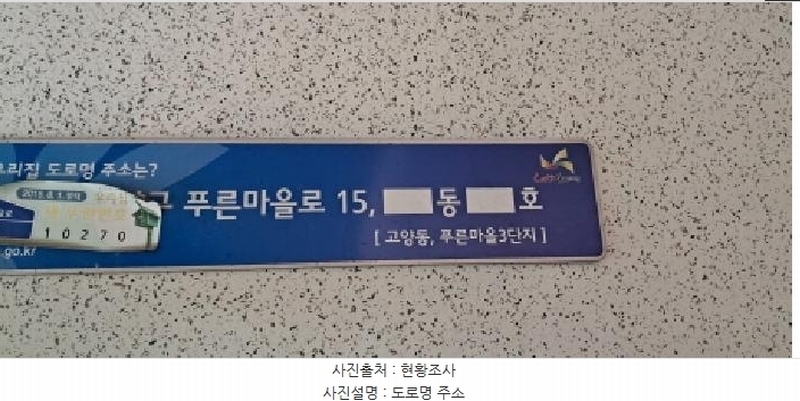 우리집 도로명 주소는?
구 푸른마을로 15, 동 호
[ 고양동, 푸른마을3단지 ]
10270
go.kr
사진출처 : 현황조사
사진설명 : 도로명 주소